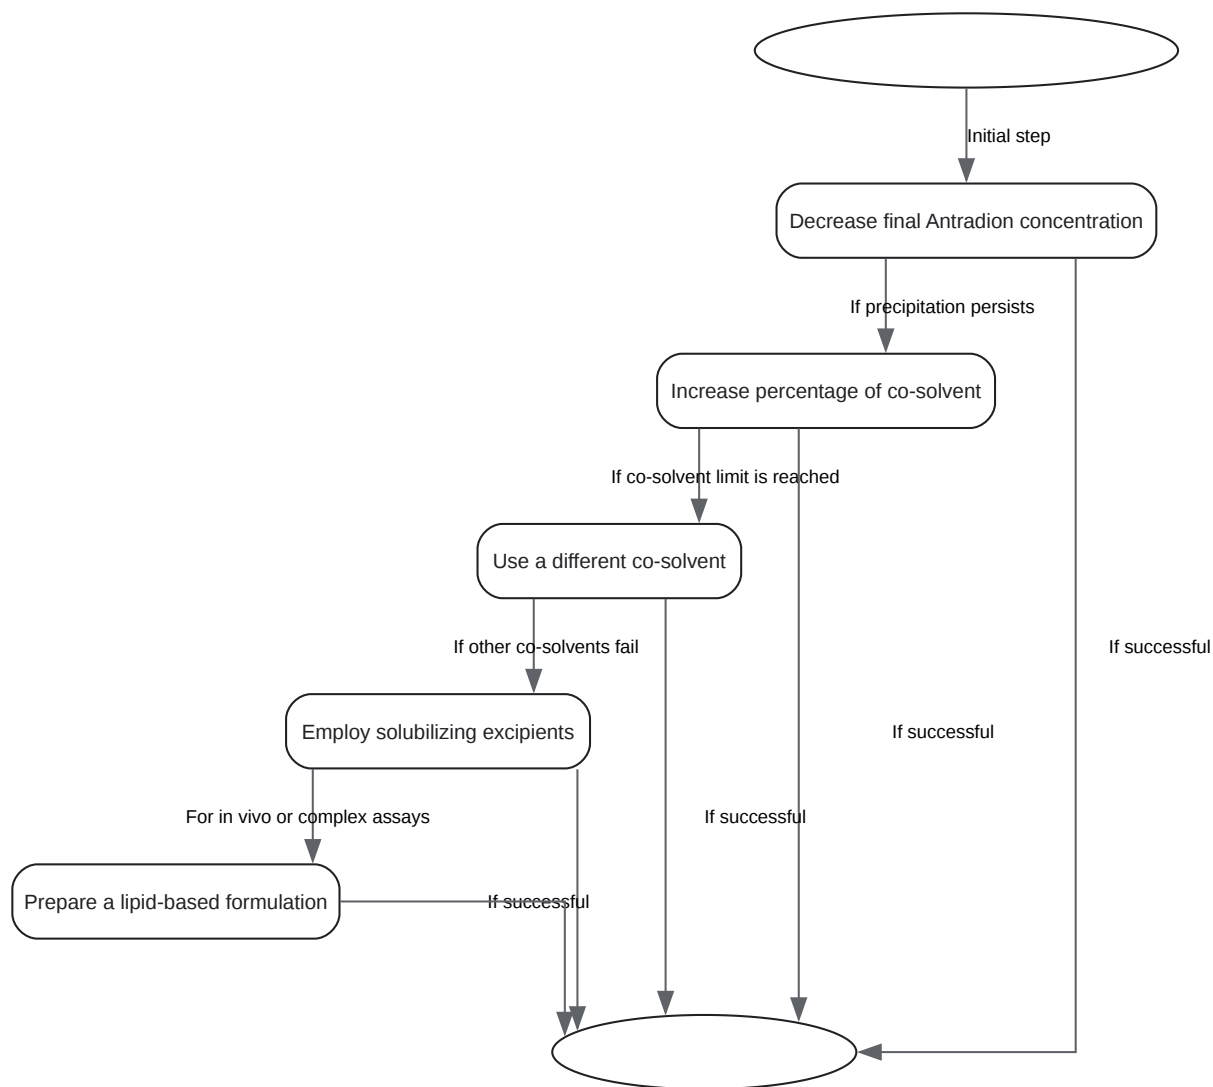 Initial step
Decrease final Antradion concentration
If precipitation persists
Increase percentage of co-solvent
If co-solvent limit is reached
Use a different co-solvent
If other co-solvents fail
If successful
Employ solubilizing excipients
If successful
For in vivo or complex assays
If successful
Prepare a lipid-based formulation
If successful